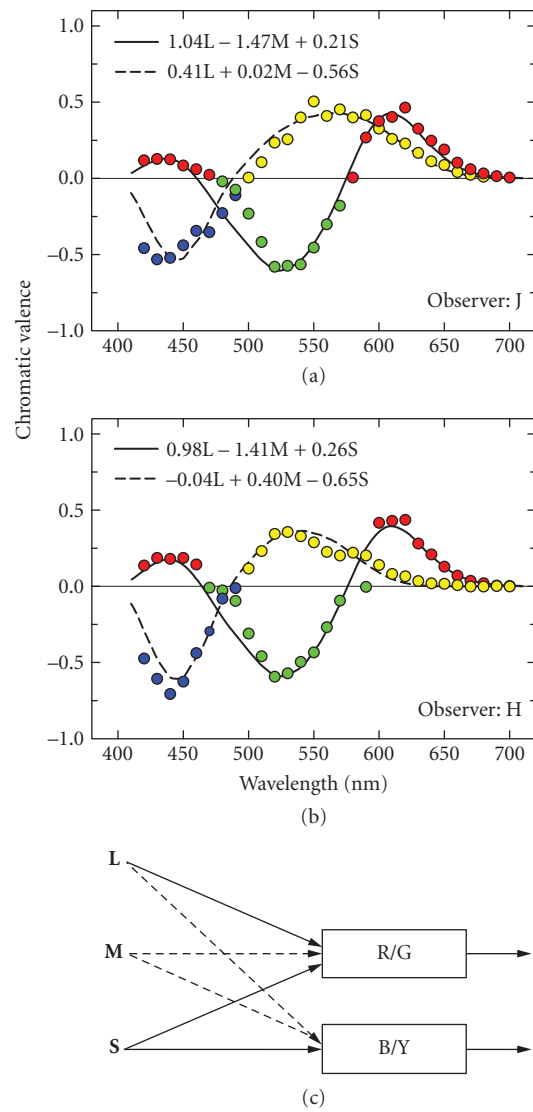 1.04L – 1.47M + 0.21S
0.41L + 0.02M – 0.56S
1.0
0.5
0.0
–0.5
–1.0
Observer: J
400 450 500 550 600 650 700
(a)
Chromatic valence
0.98L – 1.41M + 0.26S
–0.04L + 0.40M – 0.65S
1.0
0.5
0.0
–0.5
–1.0
Observer: H
400 450 500 550 600 650 700
Wavelength (nm)
(b)
L
M
S
R/G
B/Y
(c)